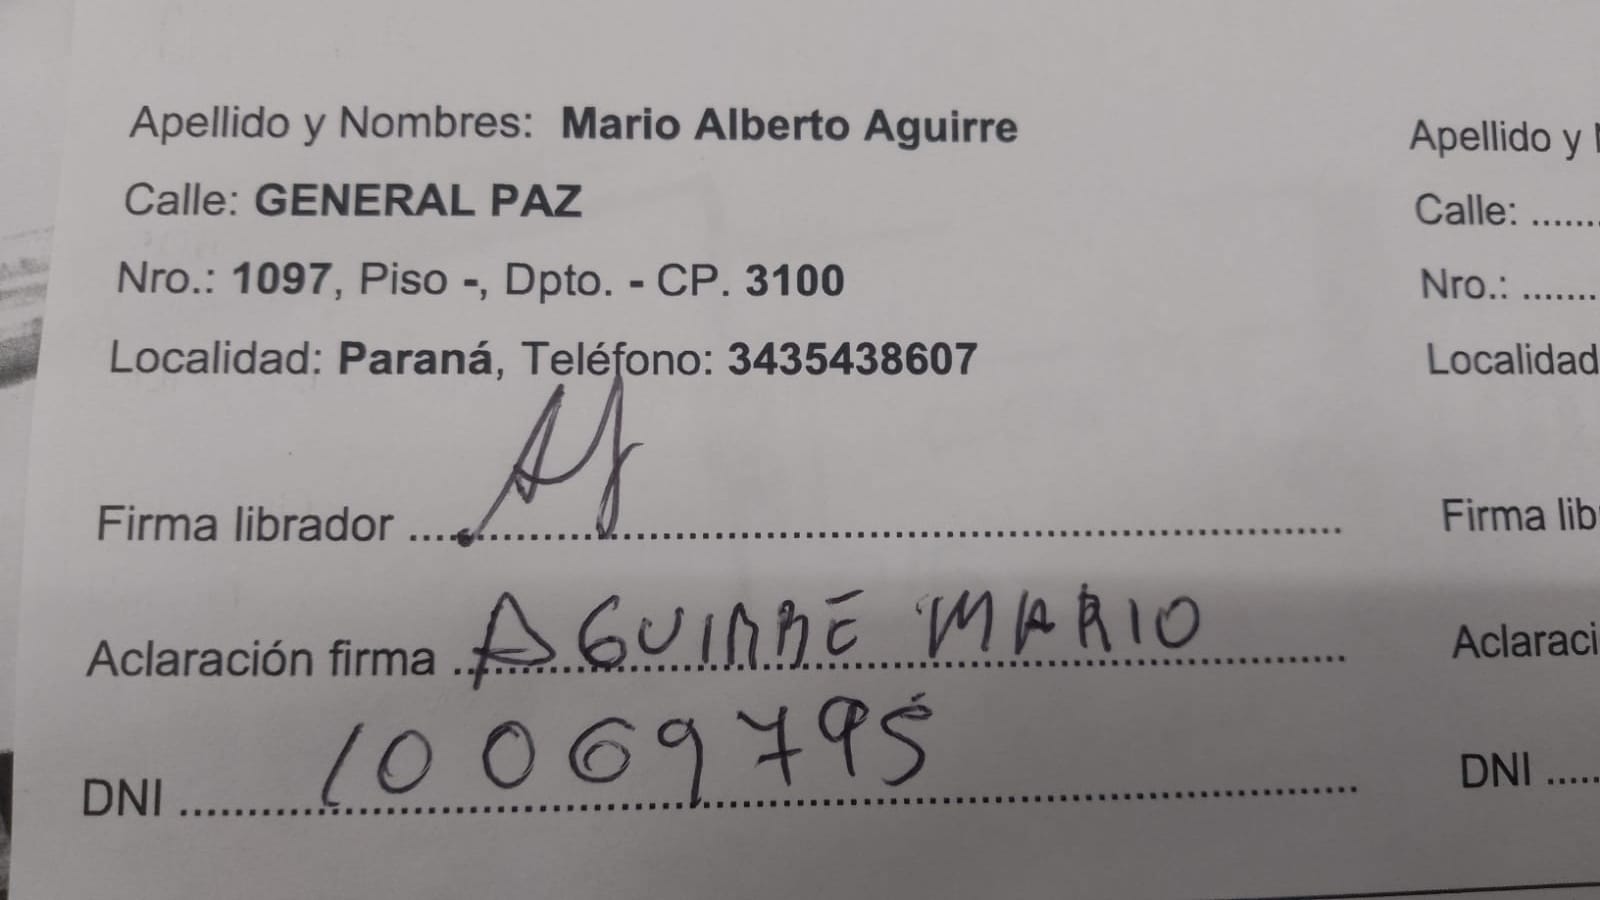 Apellido y Nombres: Mario Alberto Aguirre
Calle: GENERAL PAZ
Nro.: 1097, Piso -, Dpto. - CP. 3100
Localidad: Paraná, Teléfono: 3435438607
Firma librador
Aclaración firma AGUIRRE MARIO
DNI 10069795
Apellido y
Calle:
Nro.:
Localidad
Firma lib
Aclaraci
DNI